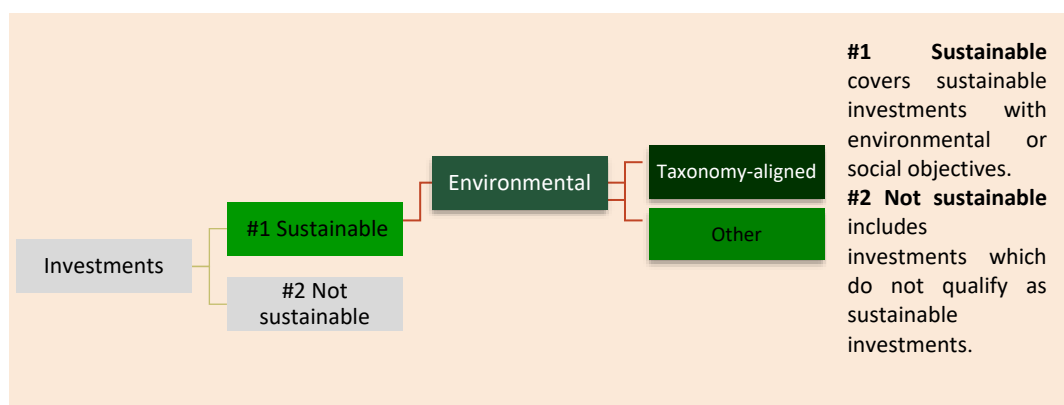 Investments
#1 Sustainable
#2 Not
sustainable
Environmental
Taxonomy-aligned
Other
#1 Sustainable
covers sustainable
investments with
environmental or
social objectives.
#2 Not sustainable
includes
investments which
do not qualify as
sustainable
investments.